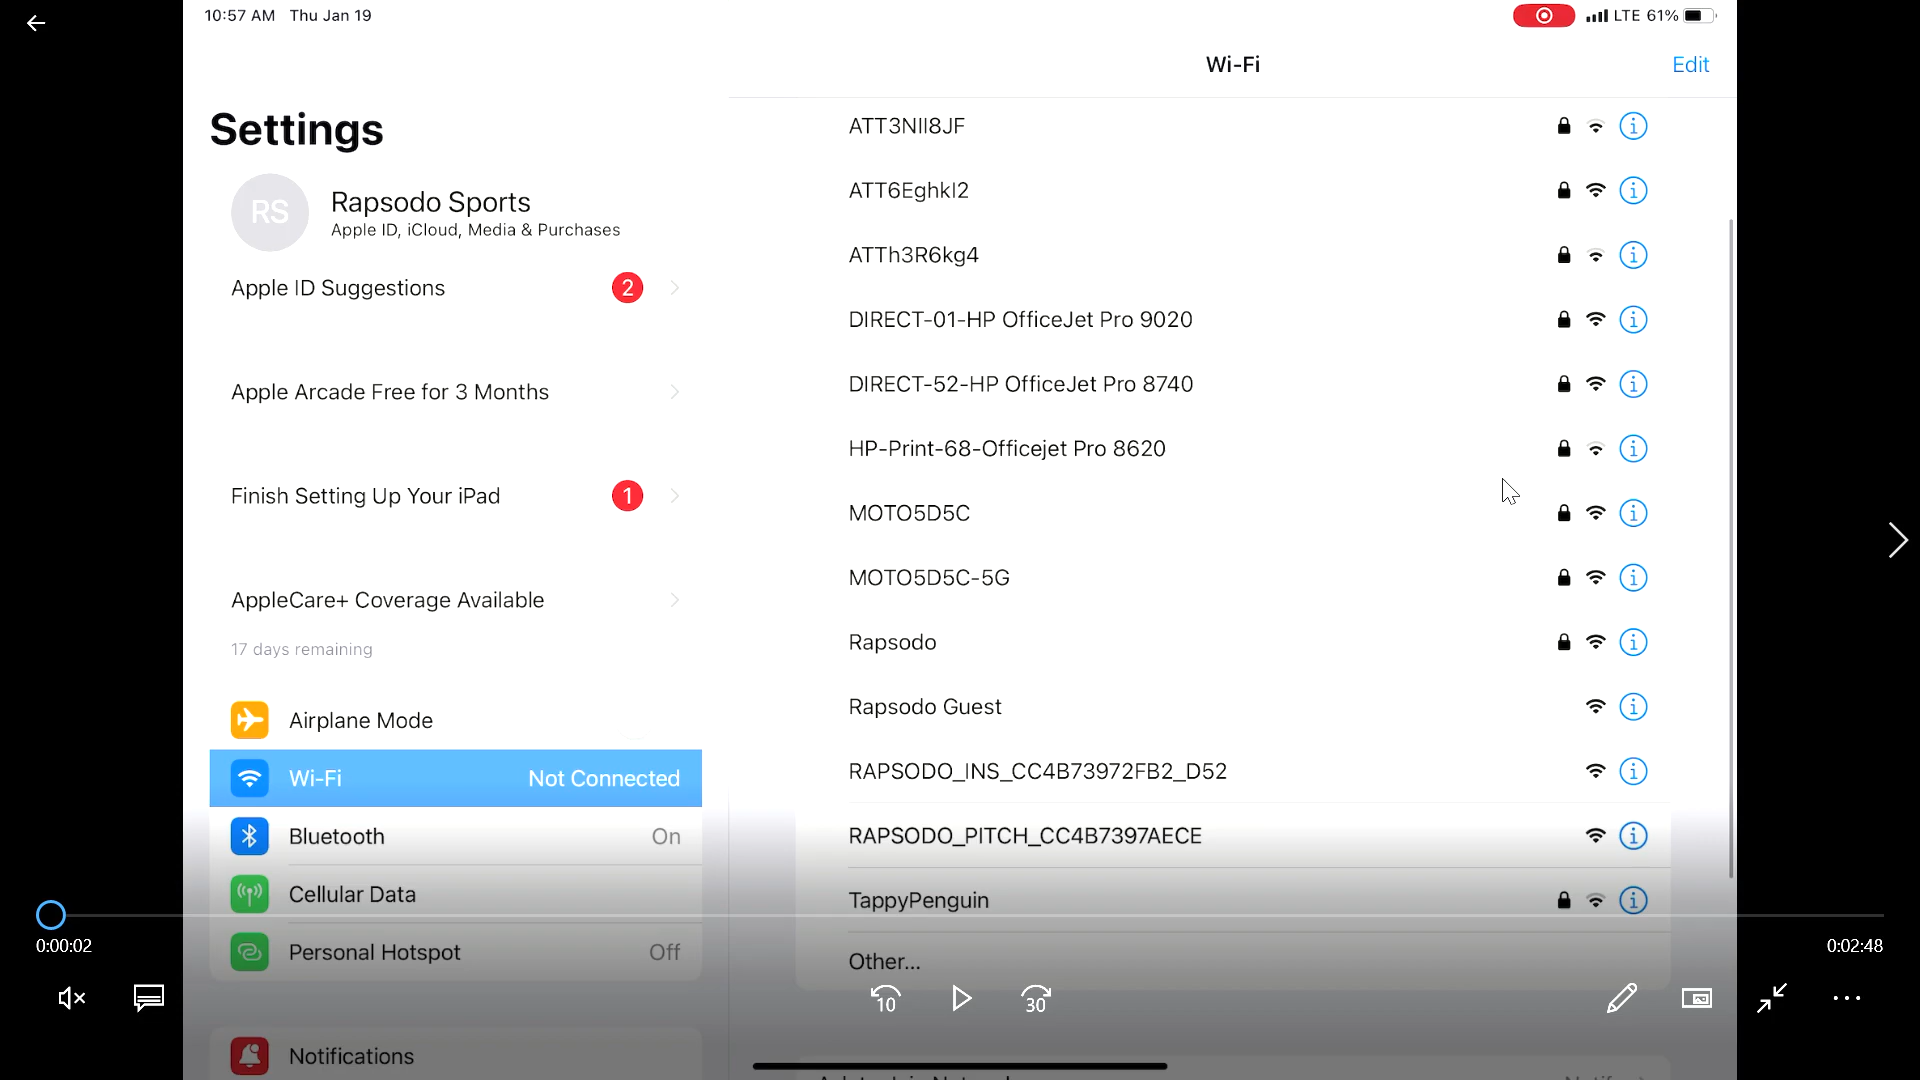 10:57 AM Thu Jan 19
LTE 61%
Wi-Fi
Edit
Settings
RS
Rapsodo Sports
Apple ID, iCloud, Media & Purchases
Apple ID Suggestions 2
Apple Arcade Free for 3 Months
Finish Setting Up Your iPad 1
AppleCare+ Coverage Available
17 days remaining
Airplane Mode
Wi-Fi Not Connected
Bluetooth On
Cellular Data
Personal Hotspot Off
Notifications
ATT3NII8JF
ATT6EghkI2
ATTh3R6kg4
DIRECT-01-HP OfficeJet Pro 9020
DIRECT-52-HP OfficeJet Pro 8740
HP-Print-68-Officejet Pro 8620
MOTO5D5C
MOTO5D5C-5G
Rapsodo
Rapsodo Guest
RAPSODO_INS_CC4B73972FB2_D52
RAPSODO_PITCH_CC4B7397AECE
TappyPenguin
Other...
0:00:02
0:02:48
10
30